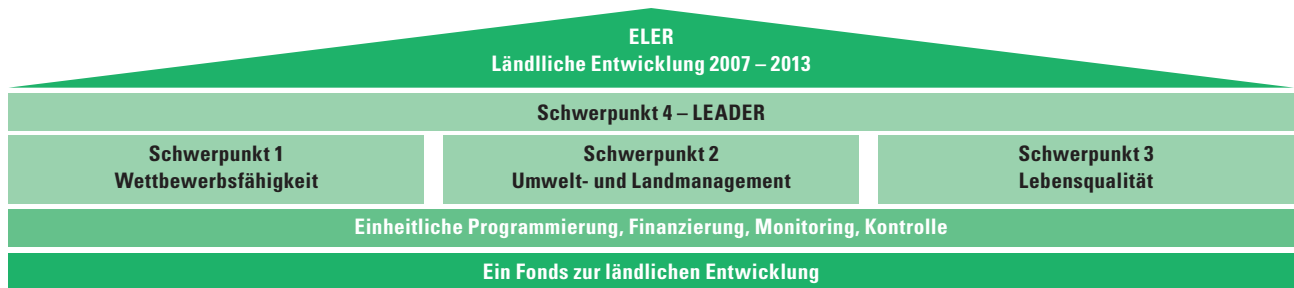 ELER
Ländlliche Entwicklung 2007 – 2013
Schwerpunkt 4 – LEADER
Schwerpunkt 1
Wettbewerbsfähigkeit
Schwerpunkt 2
Umwelt- und Landmanagement
Schwerpunkt 3
Lebensqualität
Einheitliche Programmierung, Finanzierung, Monitoring, Kontrolle
Ein Fonds zur ländlichen Entwicklung